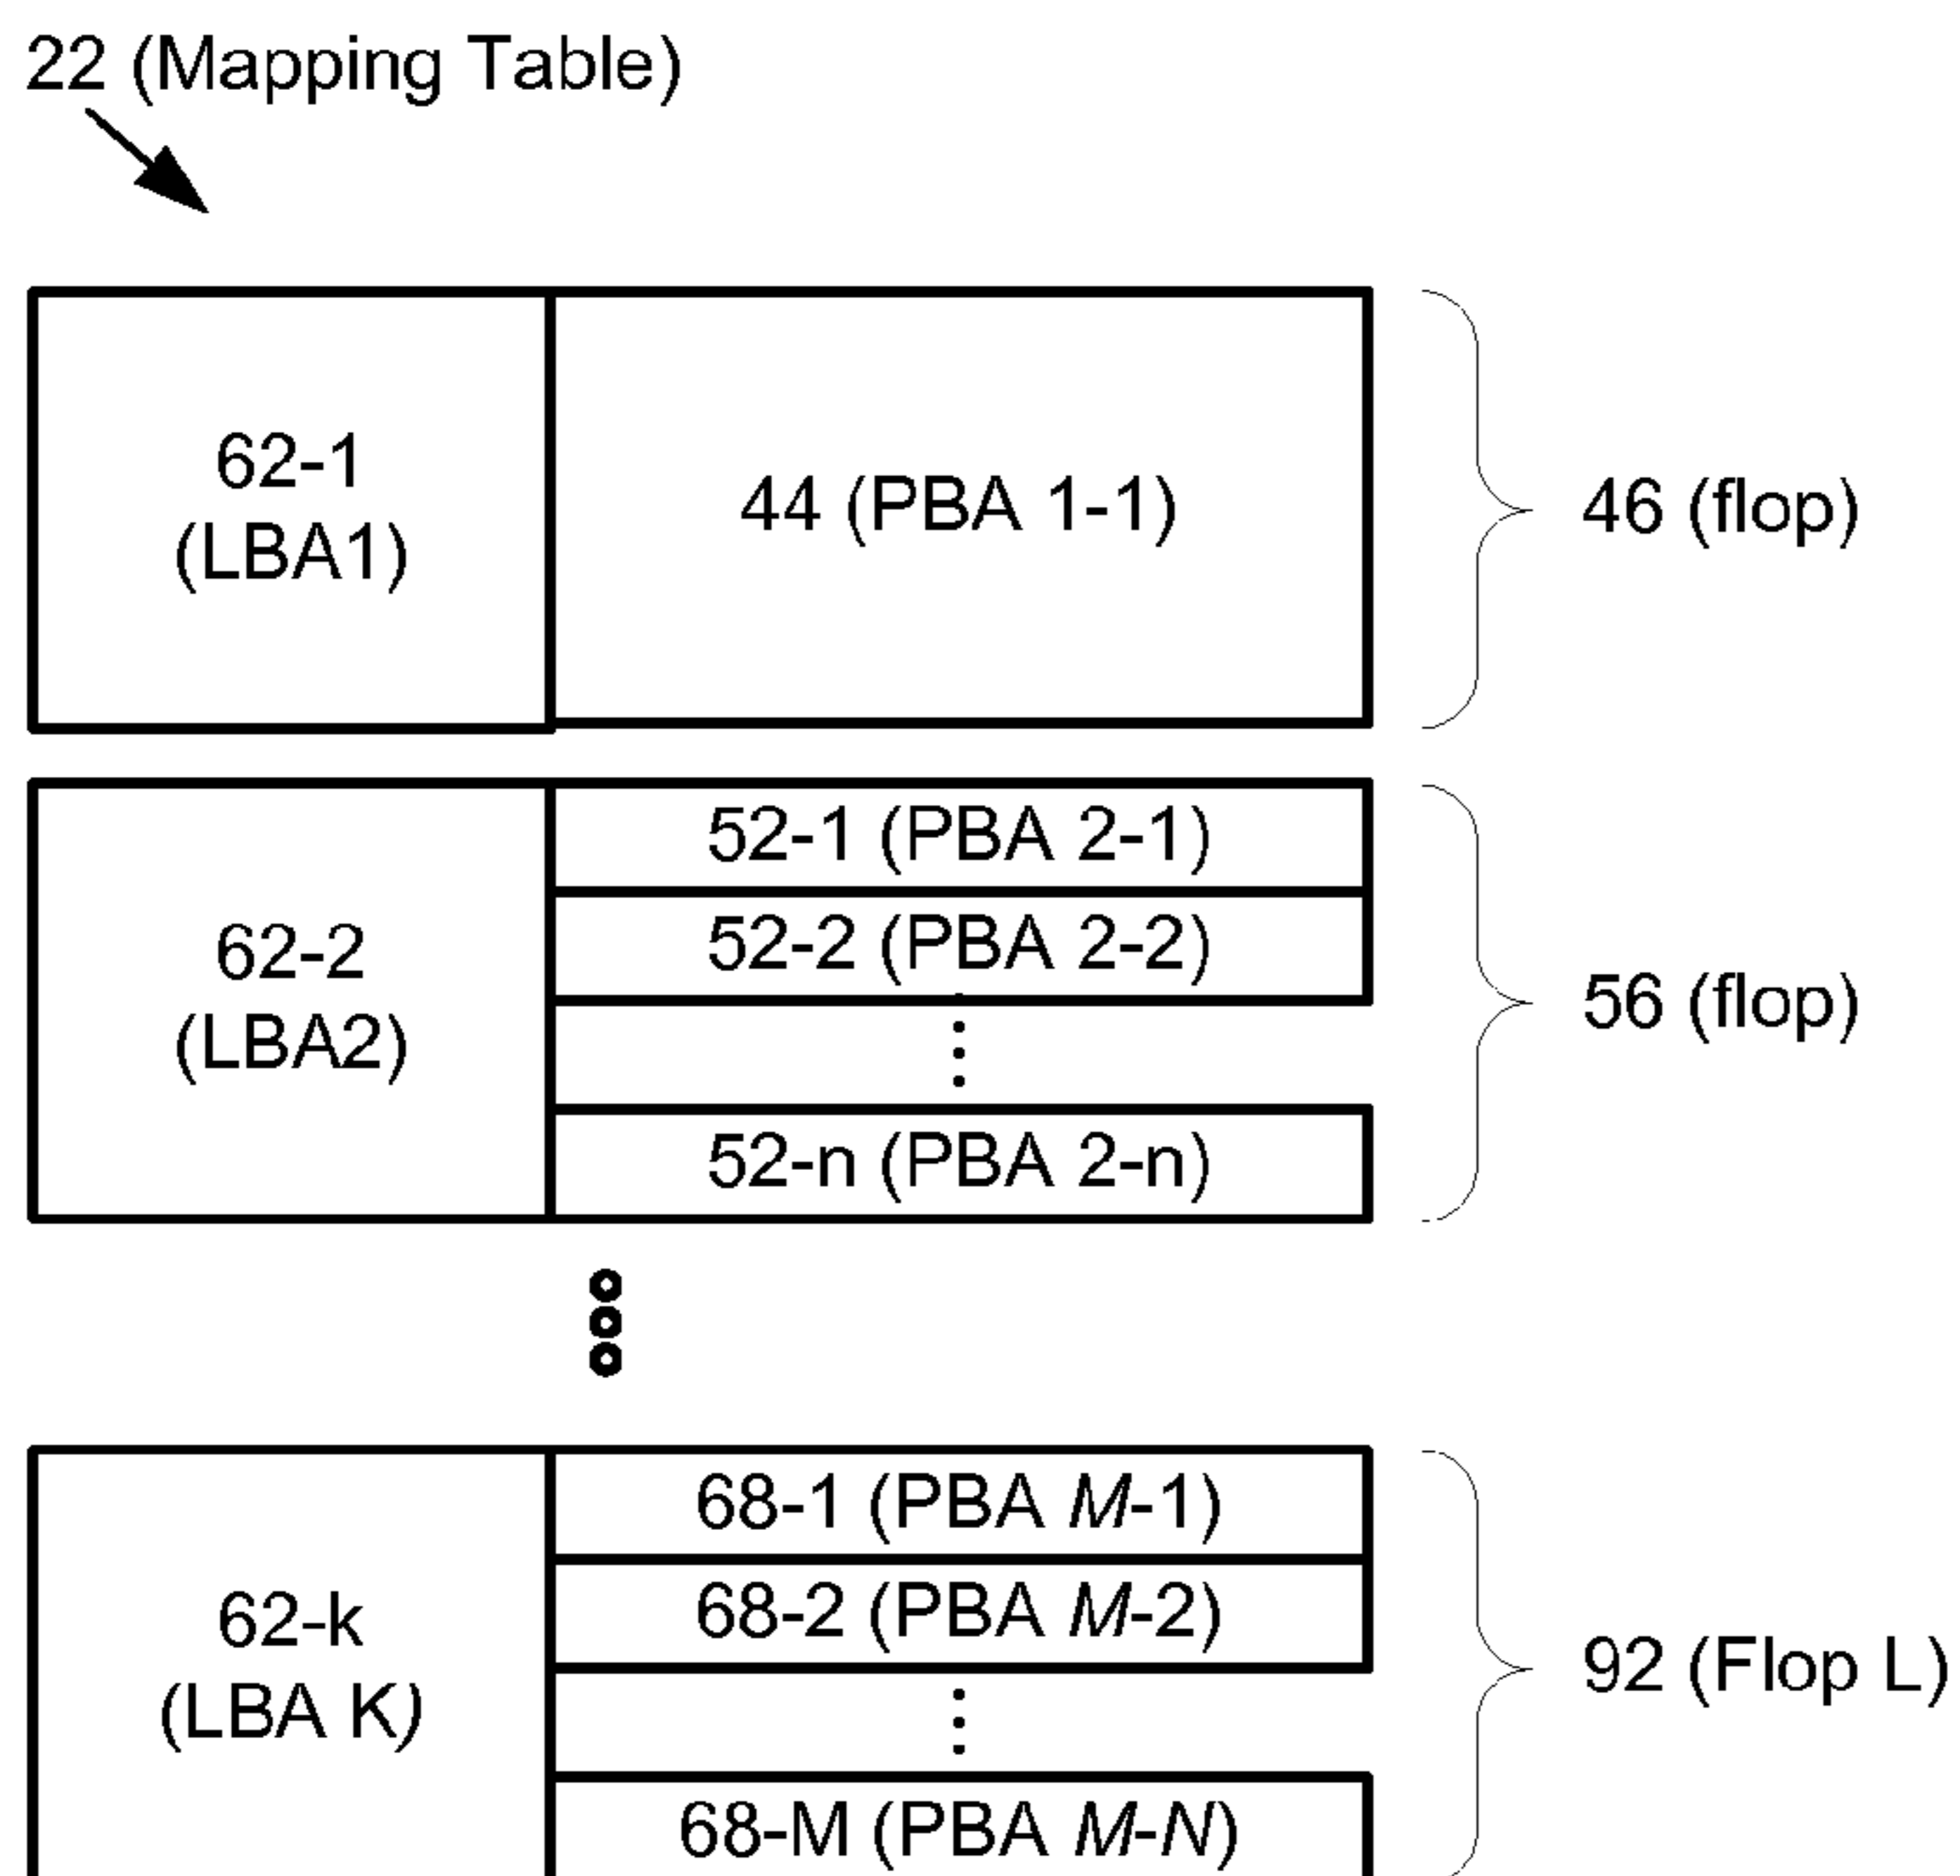 22 (Mapping Table)
62-1
(LBA1)
44 (PBA 1-1)
46 (flop)
62-2
(LBA2)
52-1 (PBA 2-1)
52-2 (PBA 2-2)
52-n (PBA 2-n)
56 (flop)
62-k
(LBA K)
68-1 (PBA M-1)
68-2 (PBA M-2)
68-M (PBA M-N)
92 (Flop L)